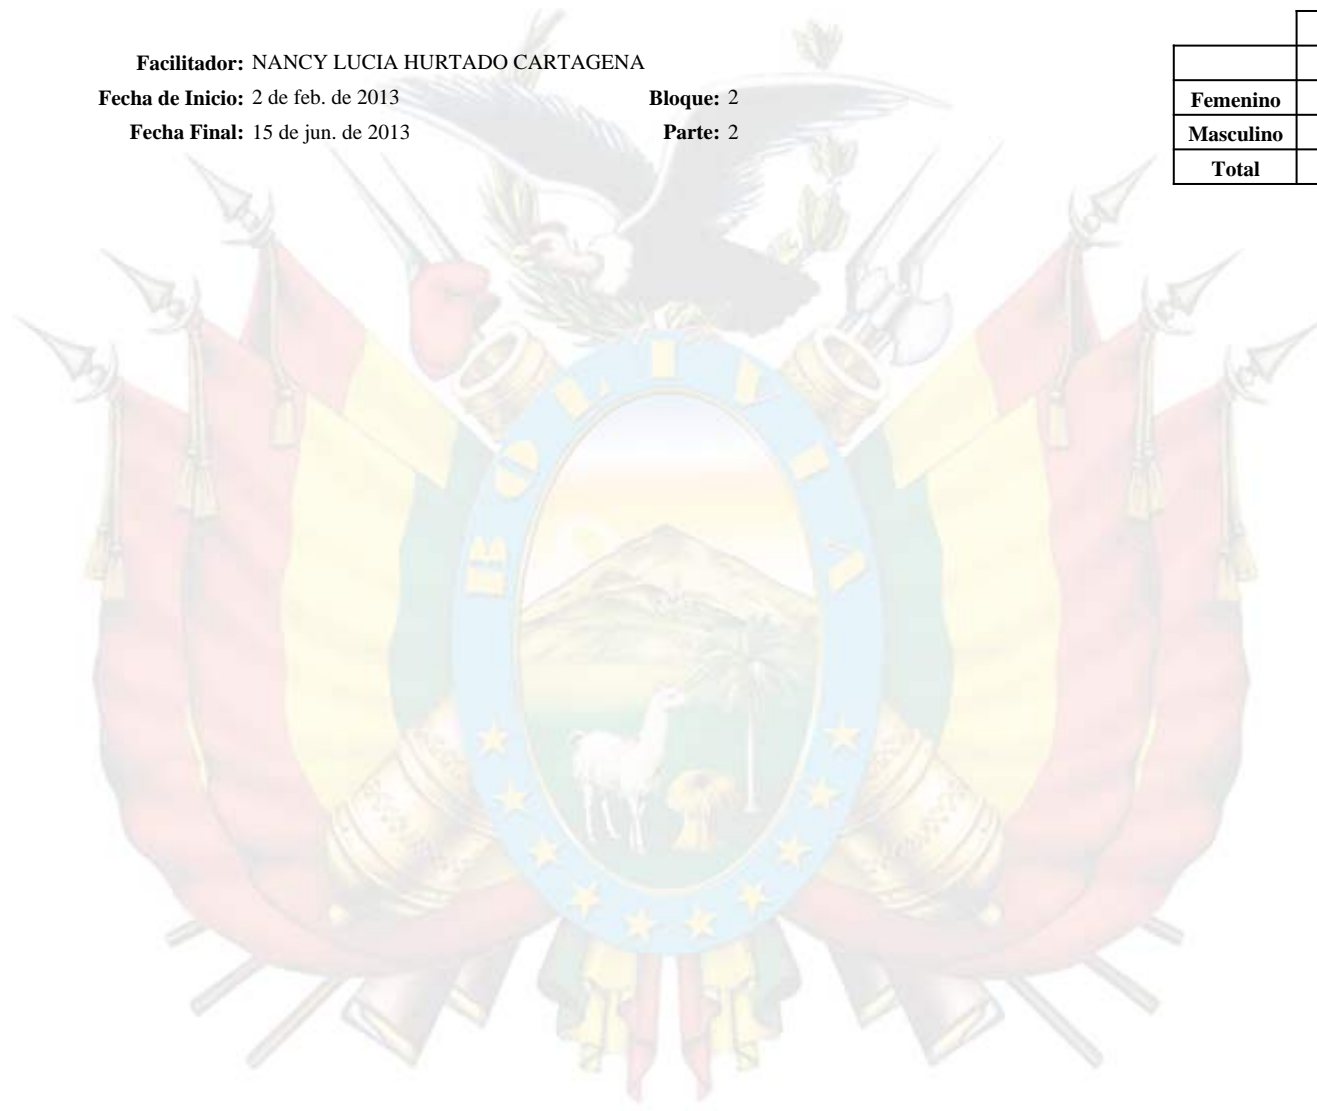 Facilitador: NANCY LUCIA HURTADO CARTAGENA
Fecha de Inicio: 2 de feb. de 2013 Bloque: 2
Fecha Final: 15 de jun. de 2013 Parte: 2
Femenino
Masculino
Total
BOLIVIA